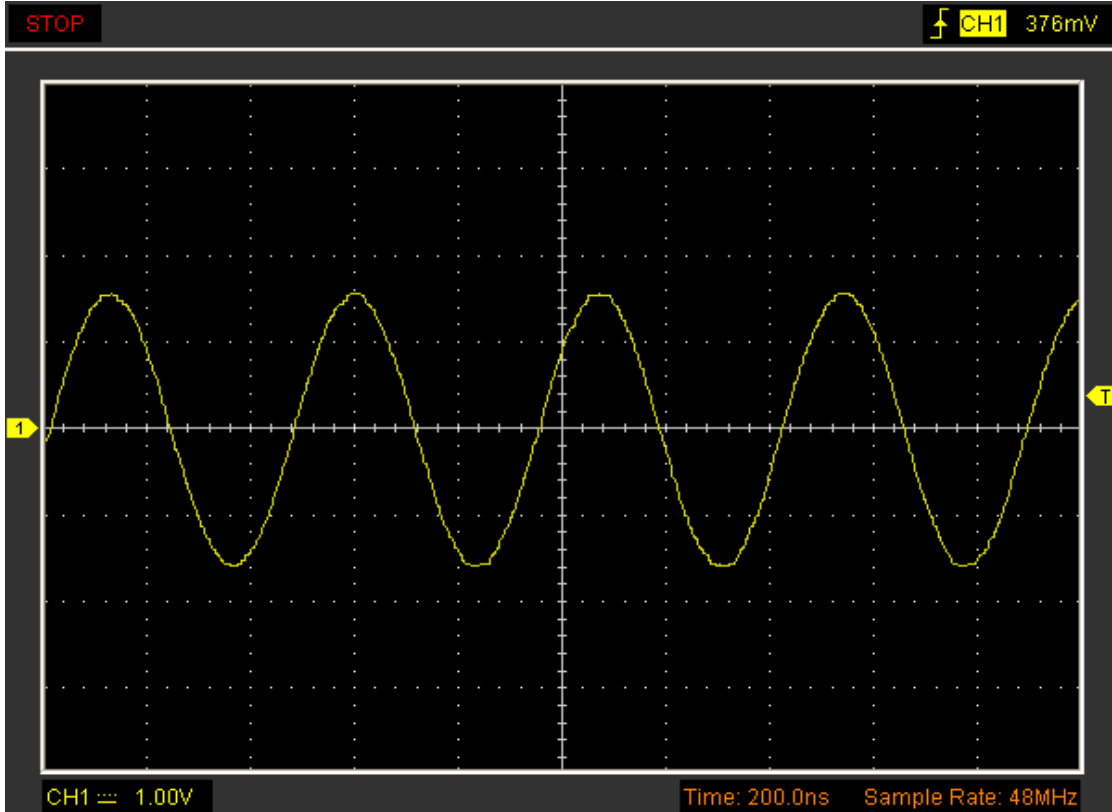 STOP
CH1 376mV
T
1
CH1 1.00V
Time: 200.0ns Sample Rate: 48MHz